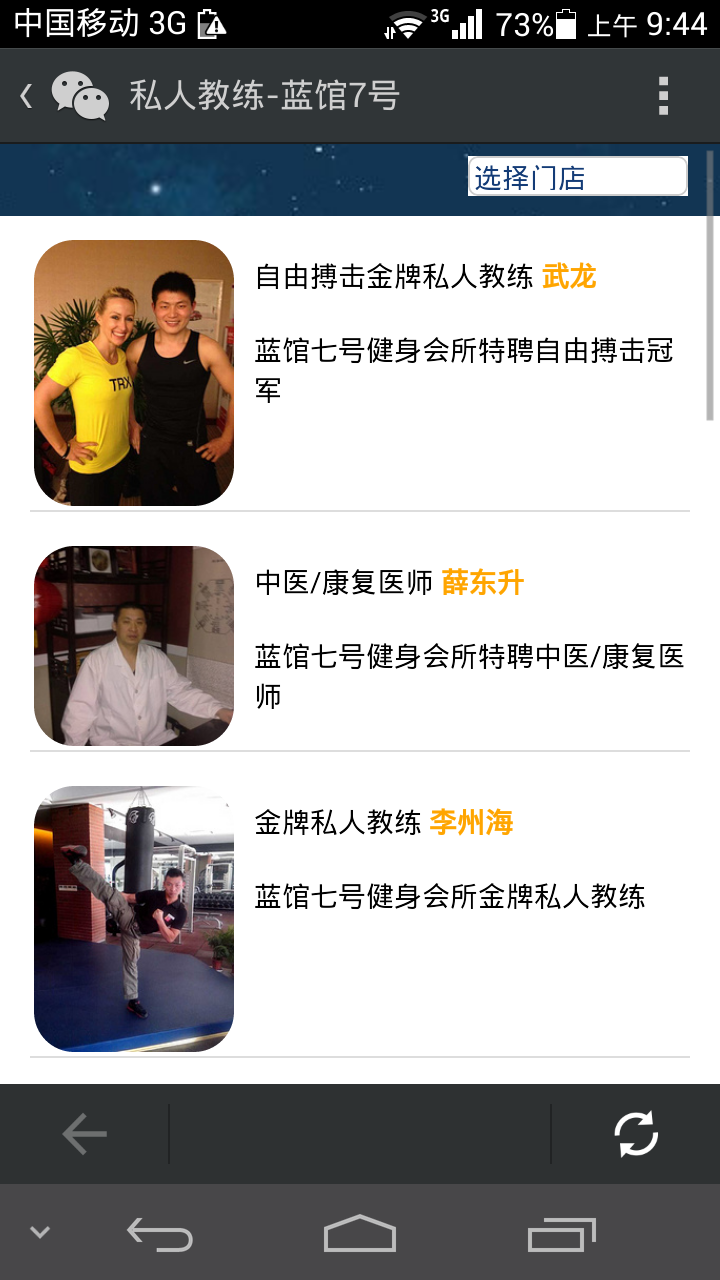 中国移动 3G 3G 73% 上午 9:44
私人教练-蓝馆7号
选择门店
自由搏击金牌私人教练 武龙
蓝馆七号健身会所特聘自由搏击冠
军
TRX
中医/康复医师 薛东升
蓝馆七号健身会所特聘中医/康复医
师
金牌私人教练 李州海
蓝馆七号健身会所金牌私人教练